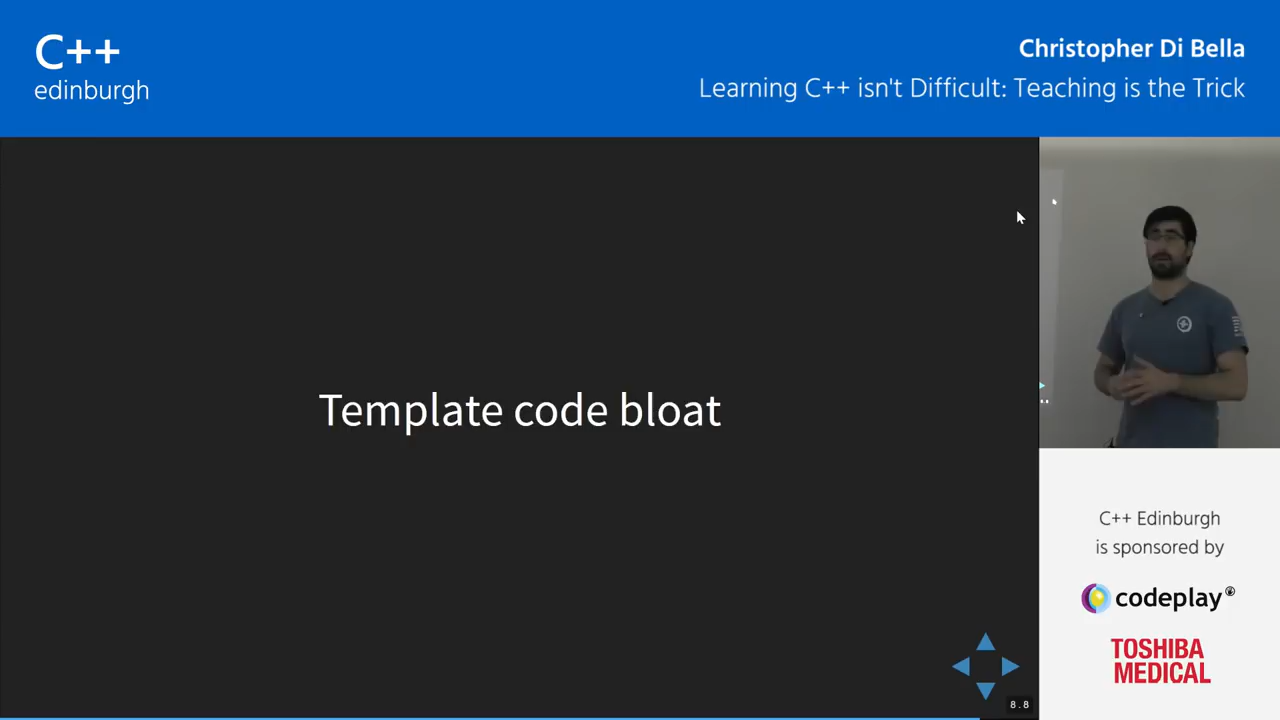 C++
edinburgh
Christopher Di Bella
Learning C++ isn't Difficult: Teaching is the Trick
Template code bloat
C++ Edinburgh
is sponsored by
codeplay®
TOSHIBA
MEDICAL
8.8